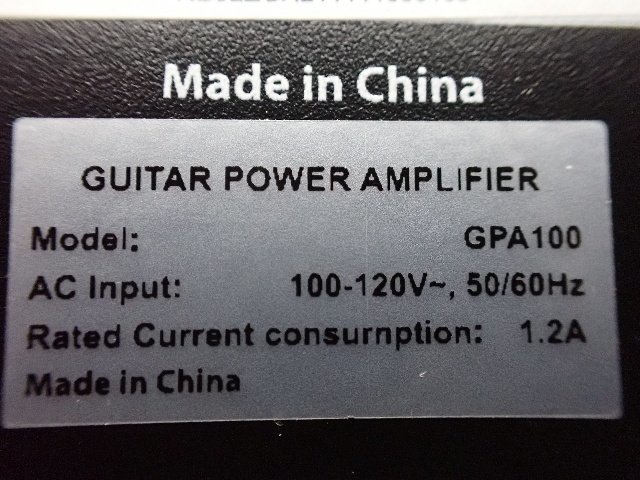 Made in China
GUITAR POWER AMPLIFIER
Model: GPA100
AC Input: 100-120V~, 50/60Hz
Rated Current consurnption: 1.2A
Made in China